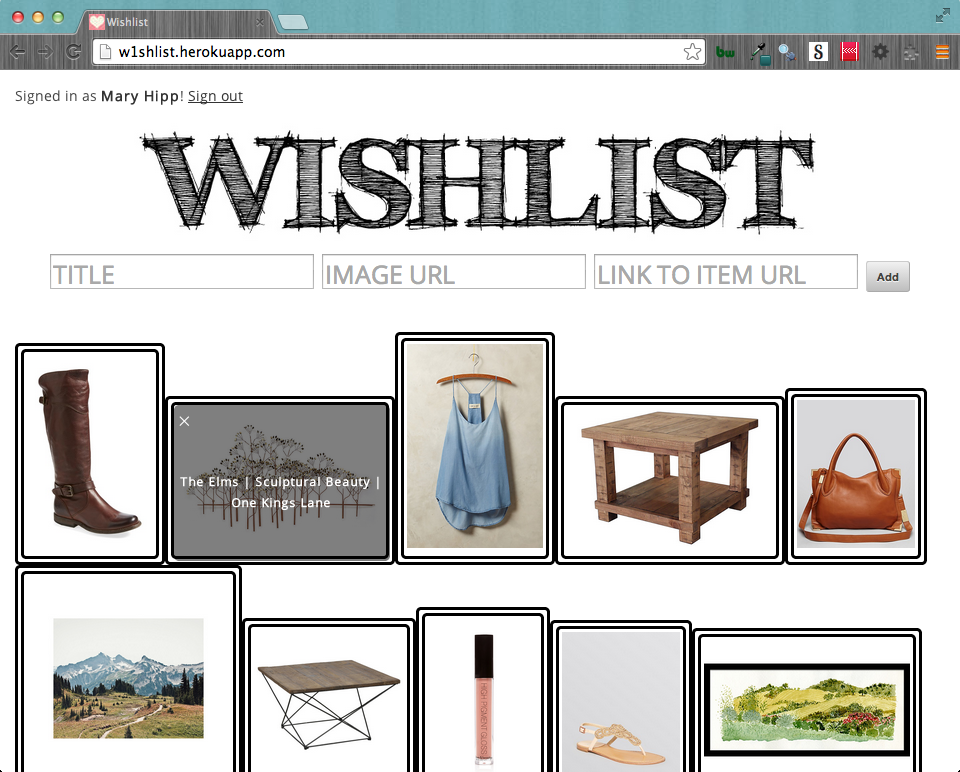 Wishlist
w1shlist.herokuapp.com
bw
S
Signed in as Mary Hipp! Sign out
WISHLIST
TITLE
IMAGE URL
LINK TO ITEM URL
Add
The Elms | Sculptural Beauty |
One Kings Lane
HIGH PIGMENT GLOSS